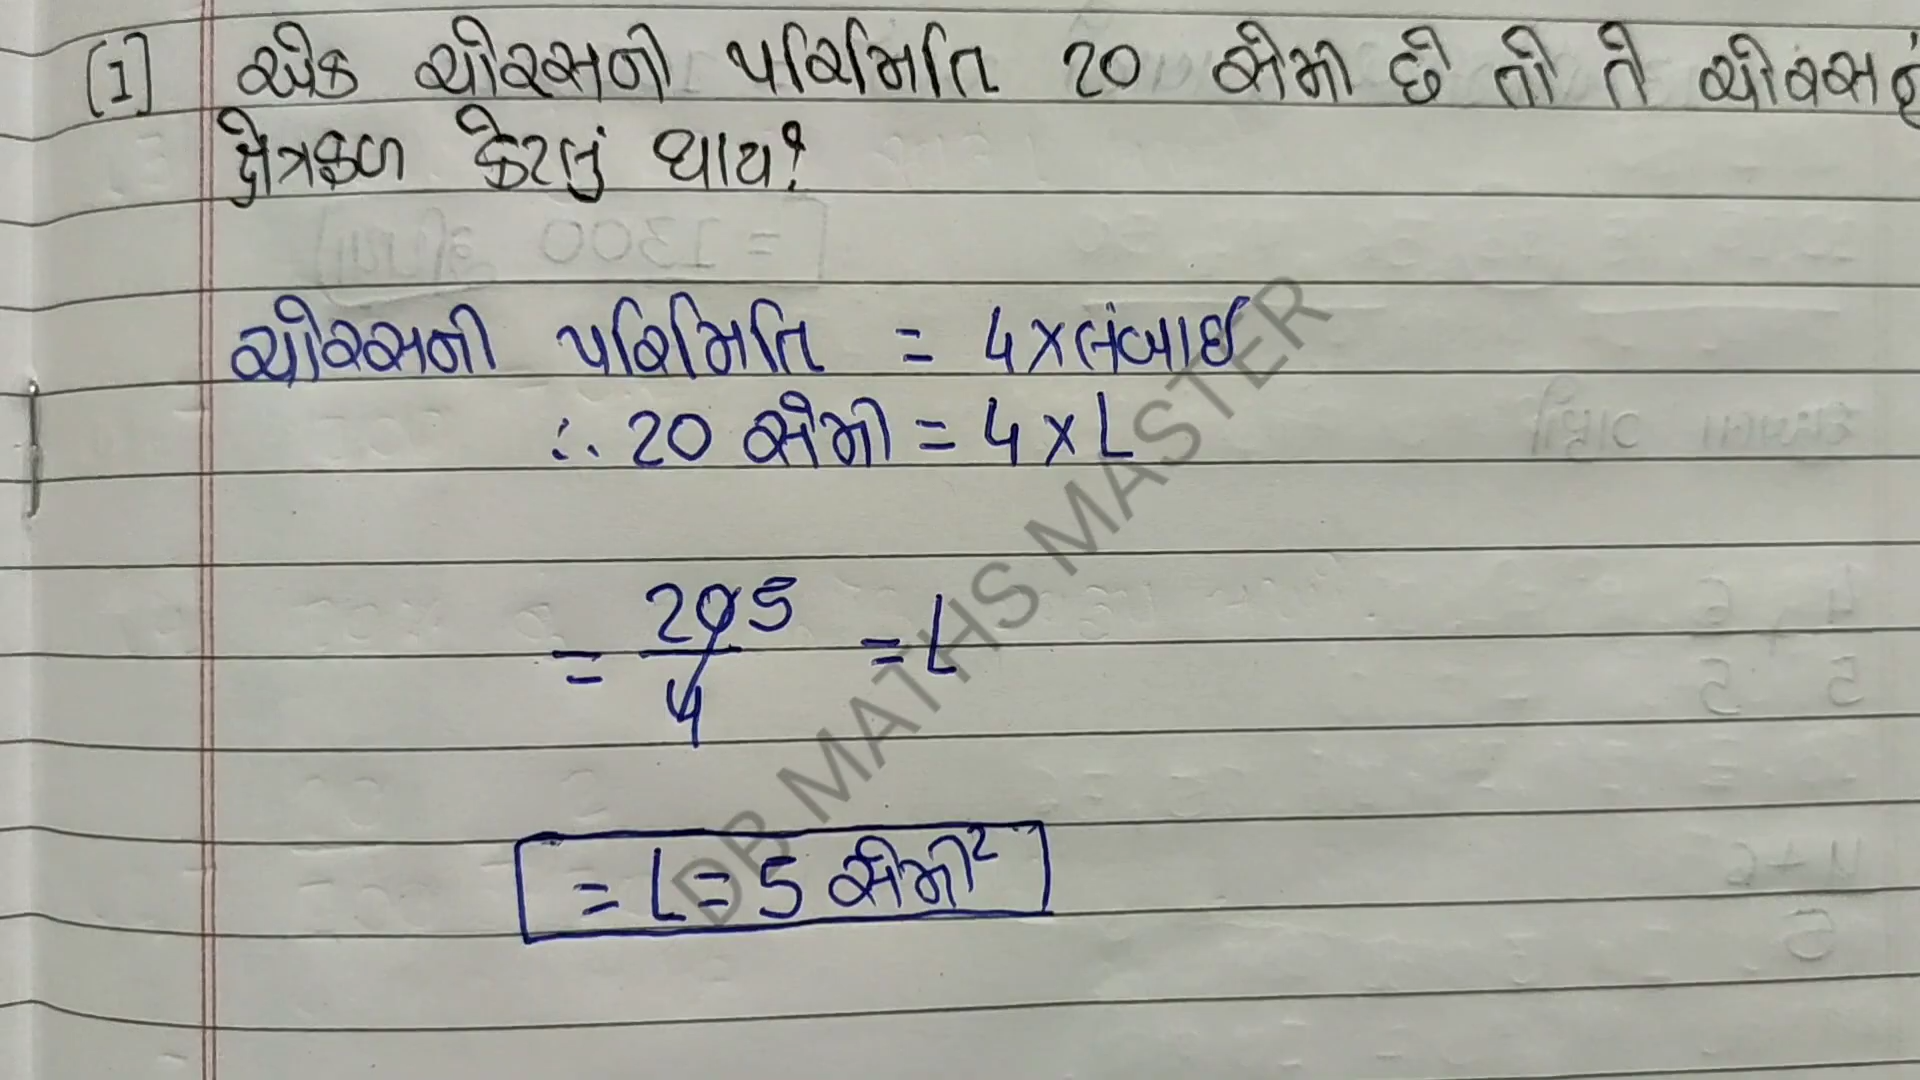 [1] એક ચોરસની પરિમિતિ 20 સેમી છે તો તે ચોરસનું
ક્ષેત્રફળ કેટલું થાય?
ચોરસની પરિમિતિ = 4 × લંબાઈ
∴ 20 સેમી = 4 × L
= 20/4 5 = L
= L = 5 સેમી²
DB MATHS MASTER